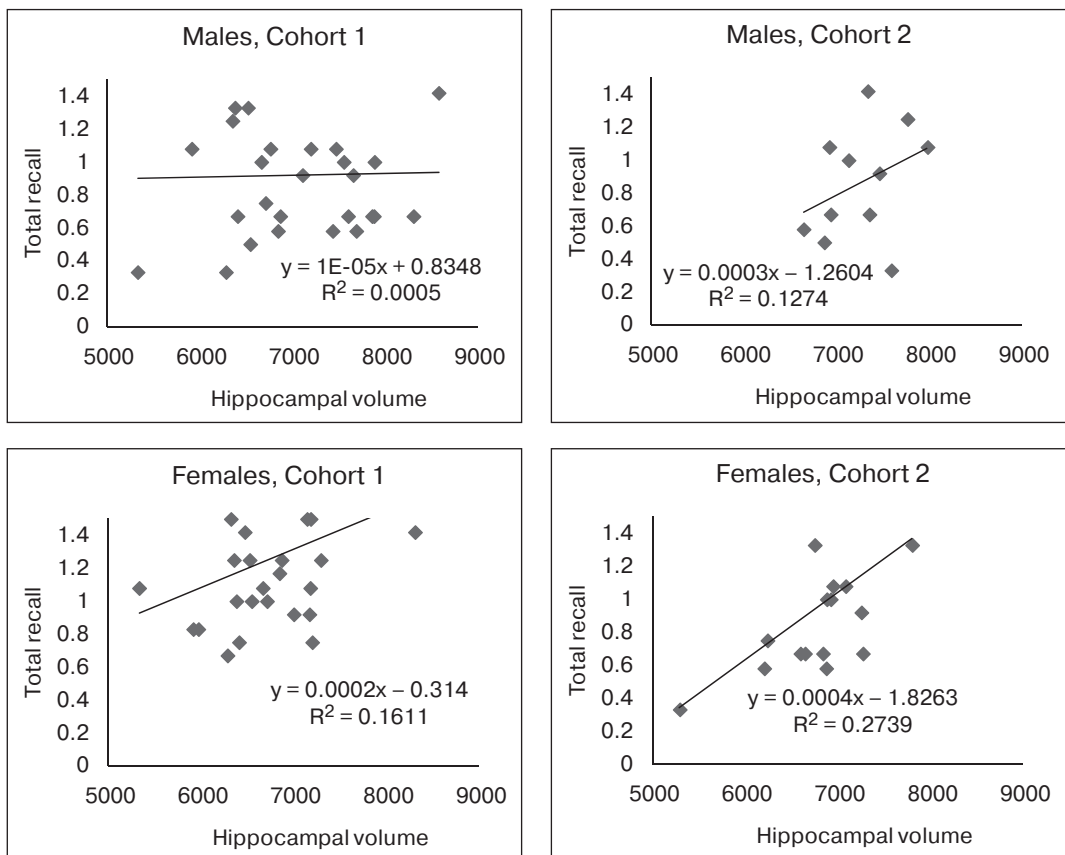 Males, Cohort 1
Total recall
1.4
1.2
1
0.8
0.6
0.4
0.2
0
y = 1E-05x + 0.8348
R² = 0.0005
5000 6000 7000 8000 9000
Hippocampal volume
Males, Cohort 2
Total recall
1.4
1.2
1
0.8
0.6
0.4
0.2
0
y = 0.0003x – 1.2604
R² = 0.1274
5000 6000 7000 8000 9000
Hippocampal volume
Females, Cohort 1
Total recall
1.4
1.2
1
0.8
0.6
0.4
0.2
0
y = 0.0002x – 0.314
R² = 0.1611
5000 6000 7000 8000 9000
Hippocampal volume
Females, Cohort 2
Total recall
1.4
1.2
1
0.8
0.6
0.4
0.2
0
y = 0.0004x – 1.8263
R² = 0.2739
5000 6000 7000 8000 9000
Hippocampal volume